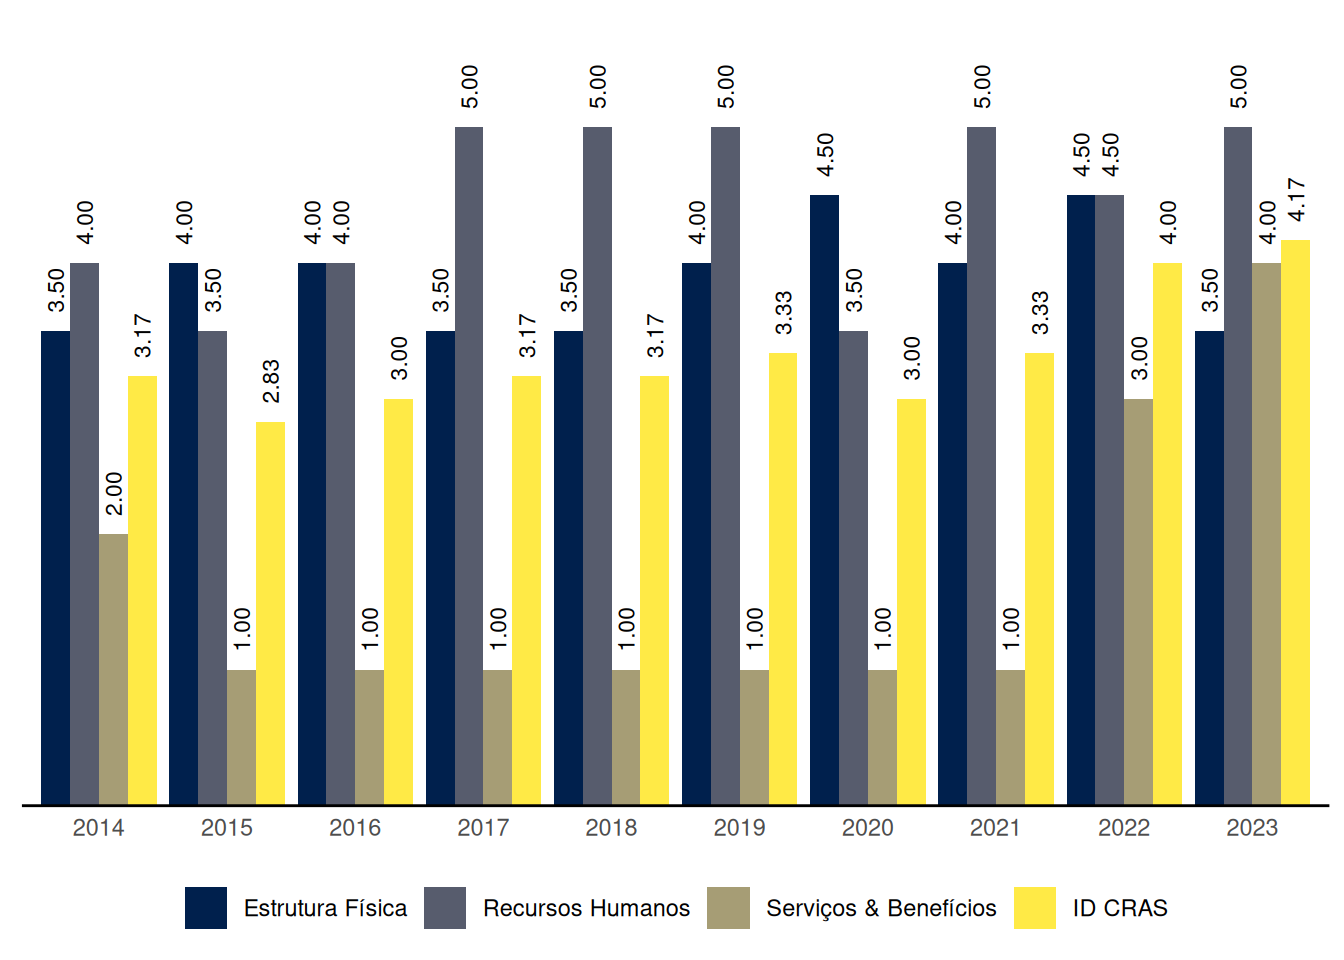 3.50 4.00 2.00 3.17
4.00 3.50 1.00 2.83
4.00 4.00 1.00 3.00
3.50 5.00 1.00 3.17
3.50 5.00 1.00 3.17
4.00 5.00 1.00 3.33
4.50 3.50 1.00 3.00
4.00 5.00 1.00 3.33
4.50 4.50 3.00 4.00
3.50 5.00 4.00 4.17
2014 2015 2016 2017 2018 2019 2020 2021 2022 2023
Estrutura Física Recursos Humanos Serviços & Benefícios ID CRAS